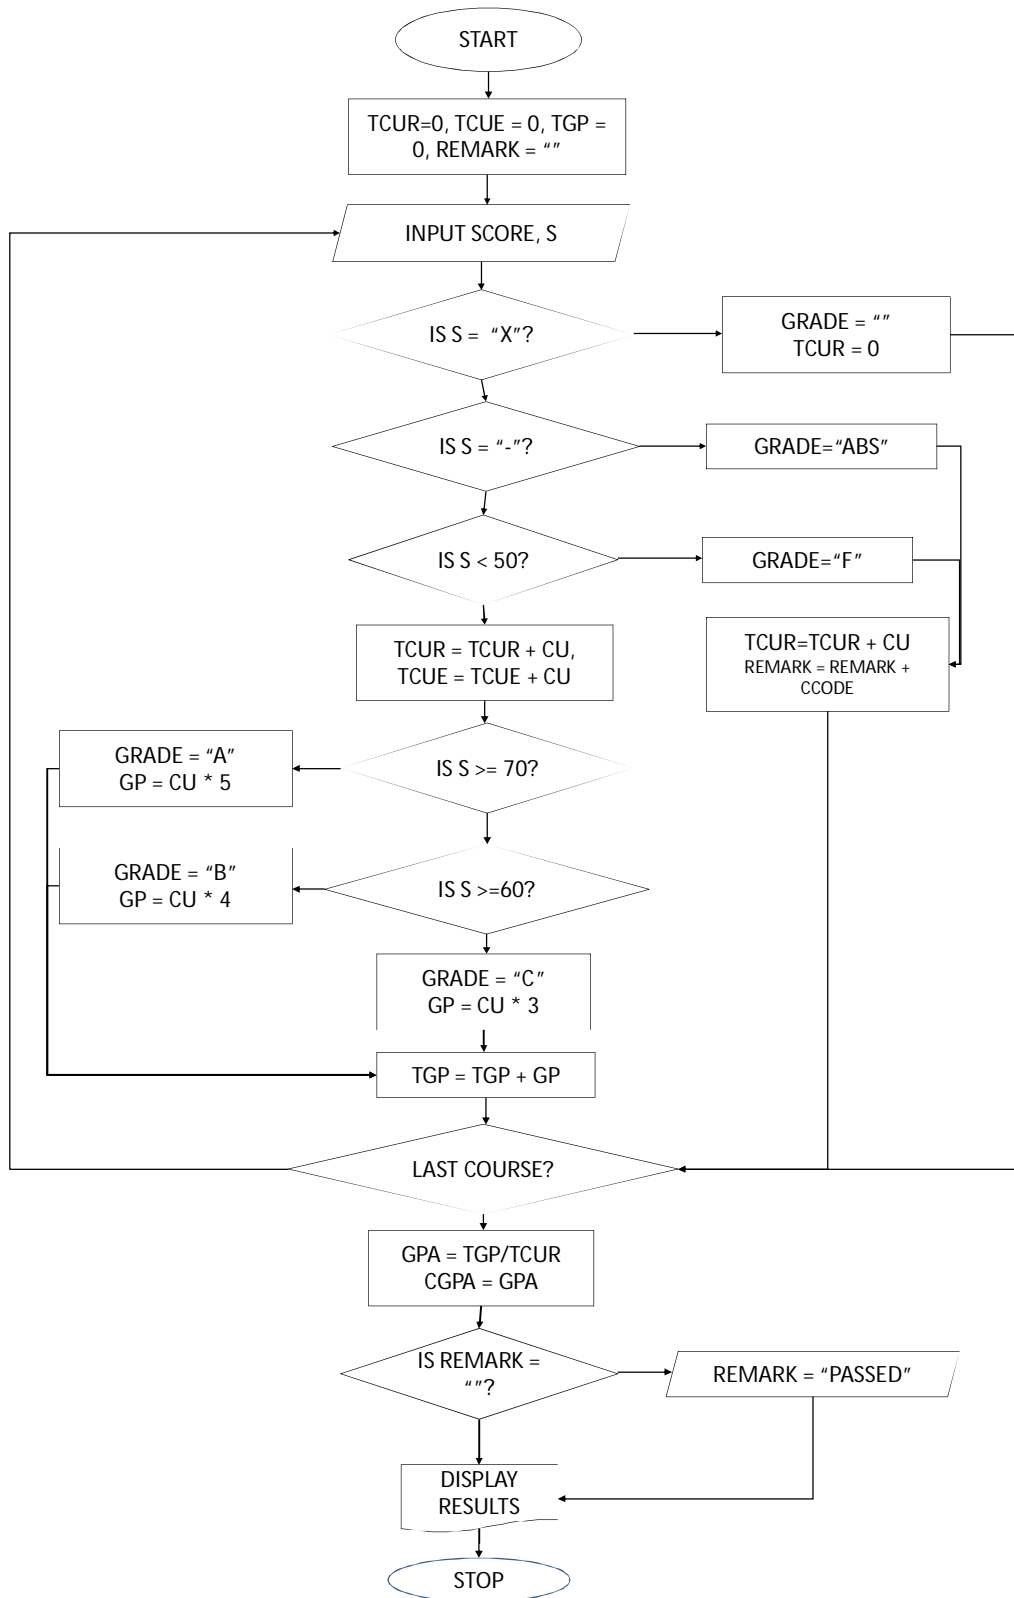 START
TCUR=0, TCUE = 0, TGP =
0, REMARK = “”
INPUT SCORE, S
IS S = “X”?
GRADE = “”
TCUR = 0
IS S = “-”?
GRADE=“ABS”
IS S < 50?
GRADE=“F”
TCUR = TCUR + CU,
TCUE = TCUE + CU
TCUR=TCUR + CU
REMARK = REMARK +
CCODE
GRADE = “A”
GP = CU * 5
IS S >= 70?
GRADE = “B”
GP = CU * 4
IS S >=60?
GRADE = “C”
GP = CU * 3
TGP = TGP + GP
LAST COURSE?
GPA = TGP/TCUR
CGPA = GPA
IS REMARK =
“”?
REMARK = “PASSED”
DISPLAY
RESULTS
STOP